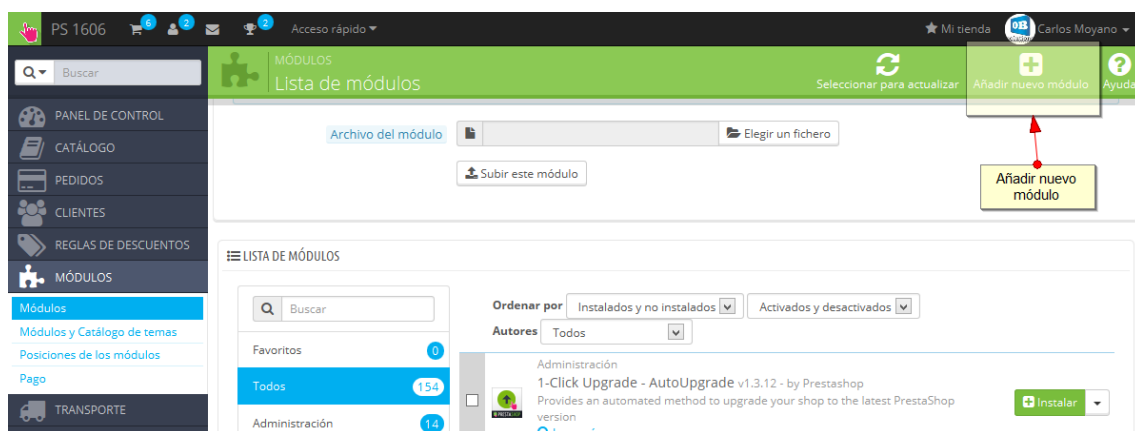 PS 1606 6 2 2 Acceso rápido Mi tienda Carlos Moyano
Buscar
MÓDULOS
Lista de módulos
Seleccionar para actualizar Añadir nuevo módulo Ayuda
PANEL DE CONTROL
CATÁLOGO
PEDIDOS
CLIENTES
REGLAS DE DESCUENTOS
MÓDULOS
Módulos
Módulos y Catálogo de temas
Posiciones de los módulos
Pago
TRANSPORTE
Archivo del módulo Elegir un fichero
Subir este módulo
Añadir nuevo
módulo
LISTA DE MÓDULOS
Buscar
Favoritos 0
Todos 154
Administración 14
Ordenar por Instalados y no instalados Activados y desactivados
Autores Todos
Administración
1-Click Upgrade - AutoUpgrade v1.3.12 - by Prestashop
Provides an automated method to upgrade your shop to the latest PrestaShop
version
Instalar